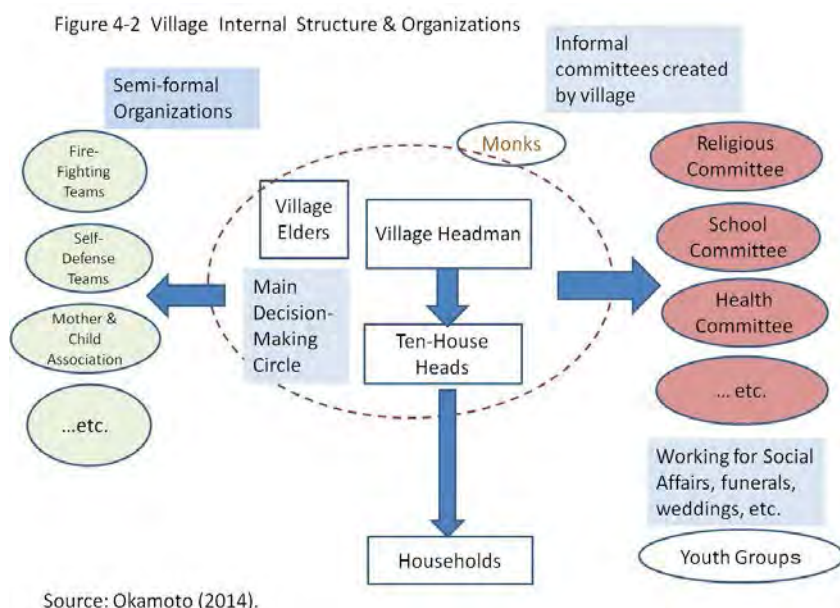 Figure 4-2 Village Internal Structure & Organizations
Semi-formal
Organizations
Informal
committees created
by village
Fire-
Fighting
Teams
Self-
Defense
Teams
Mother &
Child
Association
...etc.
Monks
Village
Elders
Village Headman
Main
Decision-
Making
Circle
Ten-House
Heads
Households
Religious
Committee
School
Committee
Health
Committee
... etc.
Working for Social
Affairs, funerals,
weddings, etc.
Youth Groups
Source: Okamoto (2014).